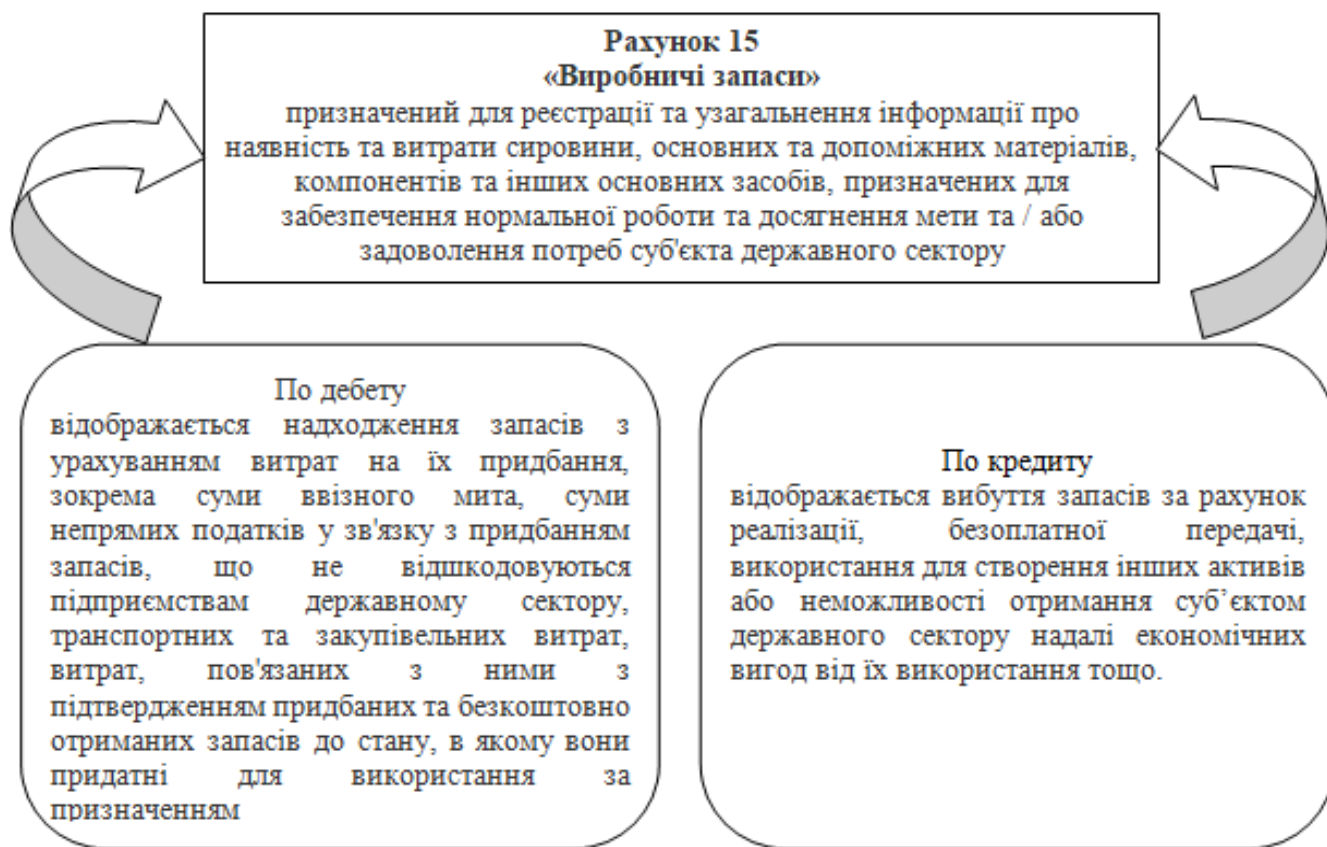 Рахунок 15
«Виробничі запаси»
призначений для реєстрації та узагальнення інформації про
наявність та витрати сировини, основних та допоміжних матеріалів,
компонентів та інших основних засобів, призначених для
забезпечення нормальної роботи та досягнення мети та / або
задоволення потреб суб'єкта державного сектору
По дебету
відображається надходження запасів з
урахуванням витрат на їх придбання,
зокрема суми ввізного мита, суми
непрямих податків у зв'язку з придбанням
запасів, що не відшкодовуються
підприємствам державному сектору,
транспортних та закупівельних витрат,
витрат, пов'язаних з ними з
підтвердженням придбаних та безкоштовно
отриманих запасів до стану, в якому вони
придатні для використання за
призначенням
По кредиту
відображається вибуття запасів за рахунок
реалізації, безоплатної передачі,
використання для створення інших активів
або неможливості отримання суб’єктом
державного сектору надалі економічних
вигод від їх використання тощо.